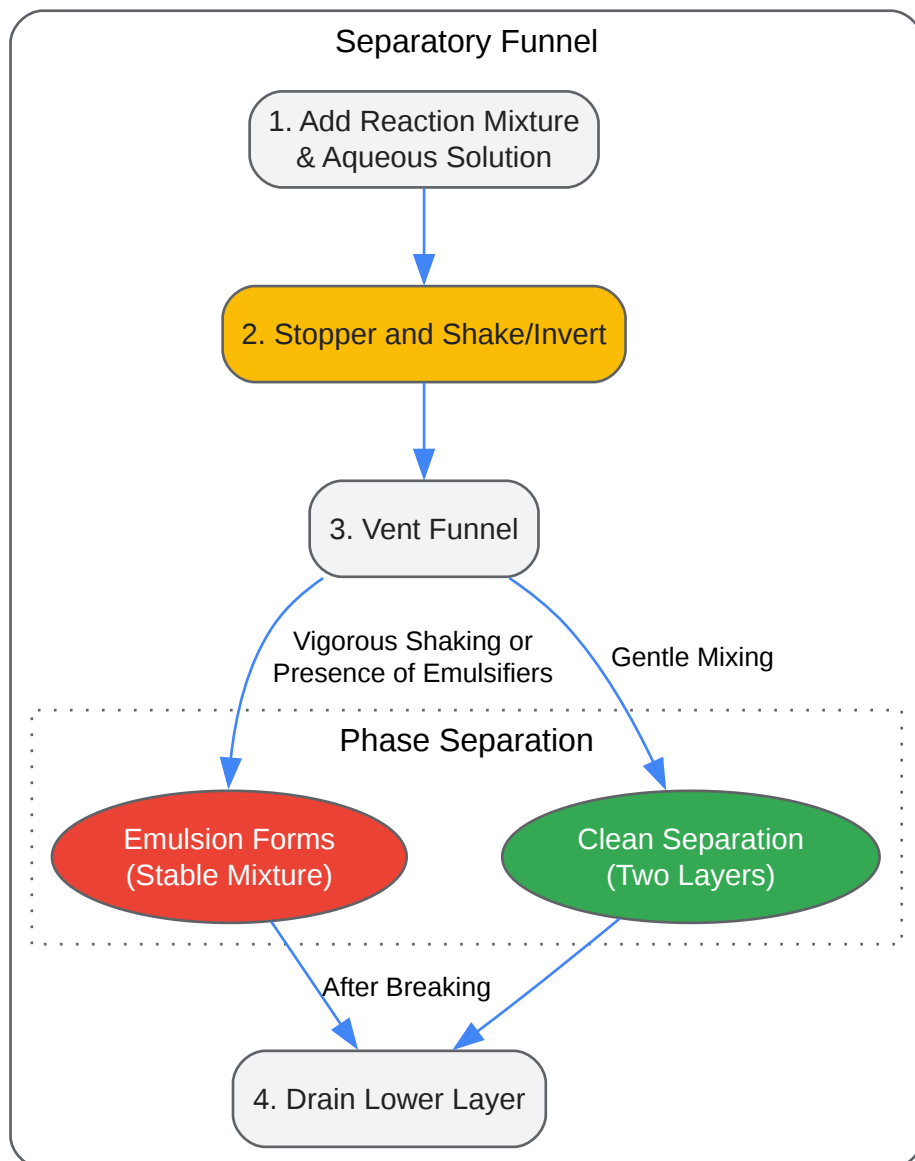 Separatory Funnel
1. Add Reaction Mixture
& Aqueous Solution
2. Stopper and Shake/Invert
3. Vent Funnel
Vigorous Shaking or
Presence of Emulsifiers
Gentle Mixing
Phase Separation
Emulsion Forms
(Stable Mixture)
Clean Separation
(Two Layers)
After Breaking
4. Drain Lower Layer